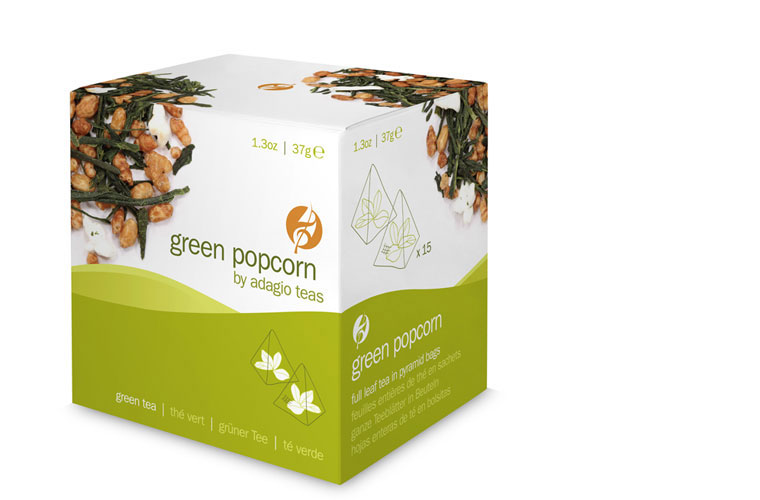 1.3oz | 37g ℮
green popcorn
by adagio teas
green tea | thé vert | grüner Tee | té verde
1.3oz | 37g ℮
x 15
green popcorn
full leaf tea in pyramid bags
feuilles entières de thé en sachets
ganze Teeblätter in Beuteln
hojas enteras de té en bolsitas